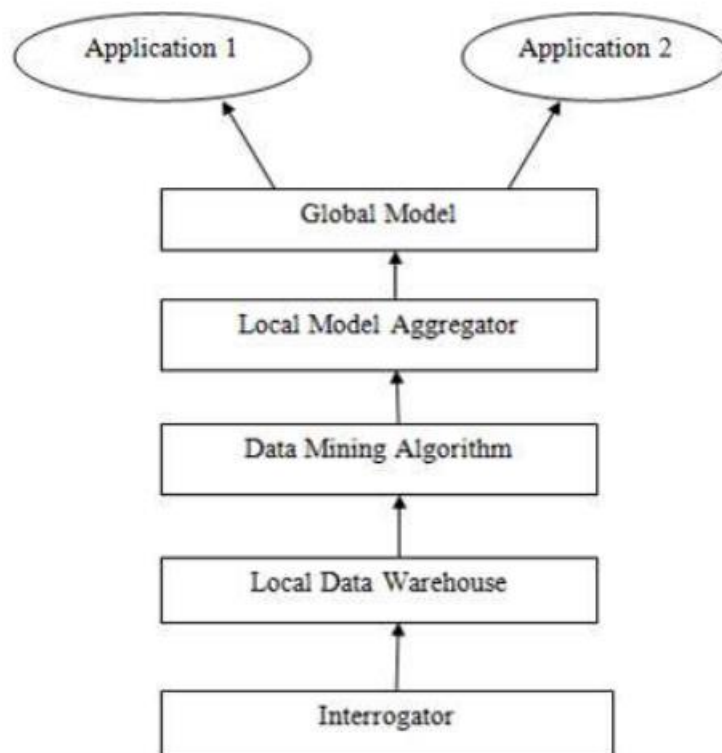 Application 1
Application 2
Global Model
Local Model Aggregator
Data Mining Algorithm
Local Data Warehouse
Interrogator